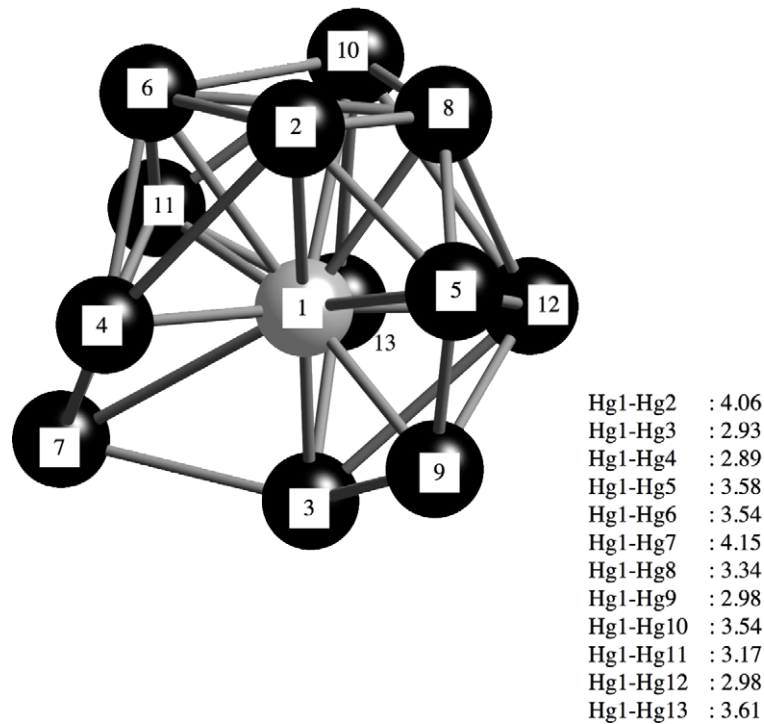 10
6
8
2
11
1
5
12
4
13
7
9
3
Hg1-Hg2 : 4.06
Hg1-Hg3 : 2.93
Hg1-Hg4 : 2.89
Hg1-Hg5 : 3.58
Hg1-Hg6 : 3.54
Hg1-Hg7 : 4.15
Hg1-Hg8 : 3.34
Hg1-Hg9 : 2.98
Hg1-Hg10 : 3.54
Hg1-Hg11 : 3.17
Hg1-Hg12 : 2.98
Hg1-Hg13 : 3.61